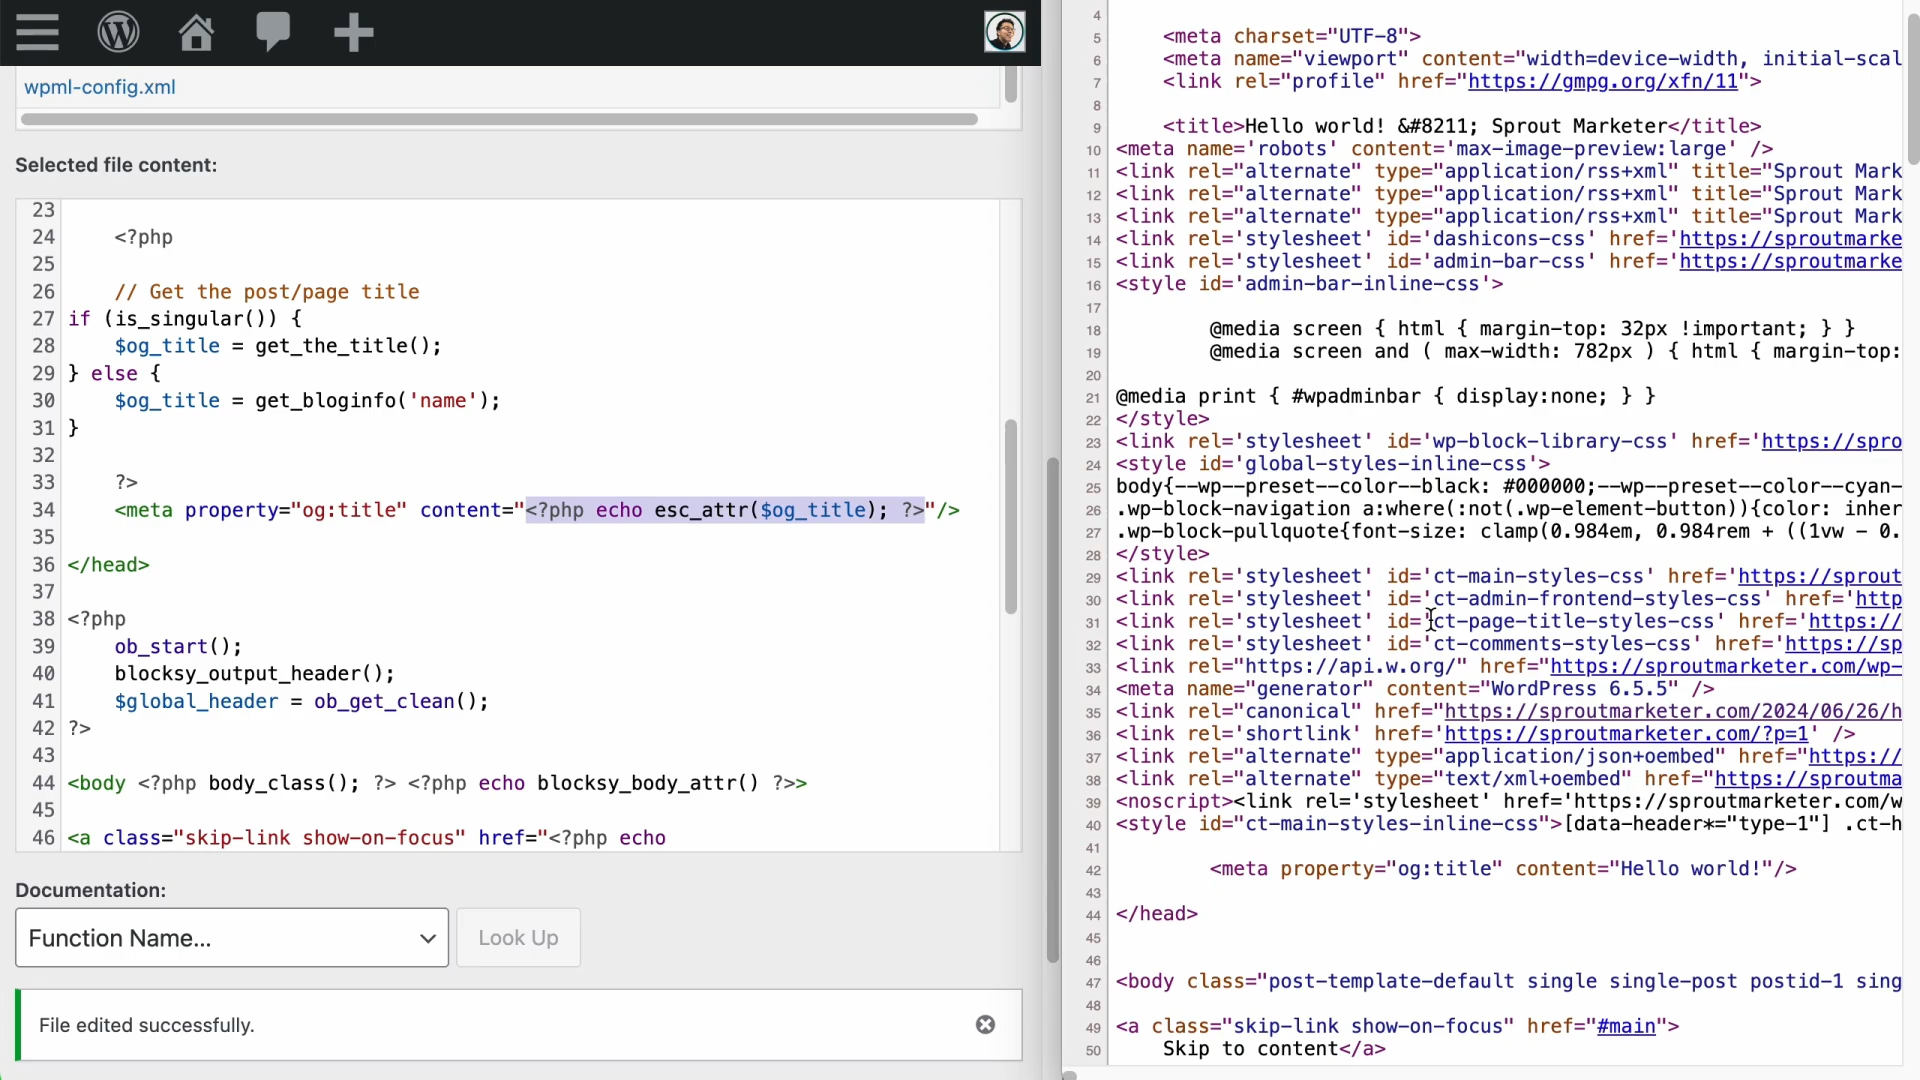 wpml-config.xml
Selected file content:
23
24 <?php
25
26 // Get the post/page title
27 if (is_singular()) {
28 $og_title = get_the_title();
29 } else {
30 $og_title = get_bloginfo('name');
31 }
32
33 ?>
34 <meta property="og:title" content="<?php echo esc_attr($og_title); ?>"/>
35
36 </head>
37
38 <?php
39 ob_start();
40 blocksy_output_header();
41 $global_header = ob_get_clean();
42 ?>
43
44 <body <?php body_class(); ?> <?php echo blocksy_body_attr() ?>>
45
46 <a class="skip-link show-on-focus" href="<?php echo
Documentation:
Function Name...
Look Up
File edited successfully.
4
5 <meta charset="UTF-8">
6 <meta name="viewport" content="width=device-width, initial-scal
7 <link rel="profile" href="https://gmpg.org/xfn/11">
8
9 <title>Hello world! &#8211; Sprout Marketer</title>
10 <meta name='robots' content='max-image-preview:large' />
11 <link rel="alternate" type="application/rss+xml" title="Sprout Mark
12 <link rel="alternate" type="application/rss+xml" title="Sprout Mark
13 <link rel="alternate" type="application/rss+xml" title="Sprout Mark
14 <link rel='stylesheet' id='dashicons-css' href='https://sproutmarke
15 <link rel='stylesheet' id='admin-bar-css' href='https://sproutmarke
16 <style id='admin-bar-inline-css'>
17
18 @media screen { html { margin-top: 32px !important; } }
19 @media screen and ( max-width: 782px ) { html { margin-top:
20
21 @media print { #wpadminbar { display:none; } }
22 </style>
23 <link rel='stylesheet' id='wp-block-library-css' href='https://spro
24 <style id='global-styles-inline-css'>
25 body{--wp--preset--color--black: #000000;--wp--preset--color--cyan-
26 .wp-block-navigation a:where(:not(.wp-element-button)){color: inher
27 .wp-block-pullquote{font-size: clamp(0.984em, 0.984rem + ((1vw - 0.
28 </style>
29 <link rel='stylesheet' id='ct-main-styles-css' href='https://sprout
30 <link rel='stylesheet' id='ct-admin-frontend-styles-css' href='http
31 <link rel='stylesheet' id='ct-page-title-styles-css' href='https://
32 <link rel='stylesheet' id='ct-comments-styles-css' href='https://sp
33 <link rel="https://api.w.org/" href="https://sproutmarketer.com/wp-
34 <meta name="generator" content="WordPress 6.5.5" />
35 <link rel="canonical" href="https://sproutmarketer.com/2024/06/26/h
36 <link rel='shortlink' href='https://sproutmarketer.com/?p=1' />
37 <link rel="alternate" type="application/json+oembed" href="https://
38 <link rel="alternate" type="text/xml+oembed" href="https://sproutma
39 <noscript><link rel='stylesheet' href='https://sproutmarketer.com/w
40 <style id="ct-main-styles-inline-css">[data-header*="type-1"] .ct-h
41
42 <meta property="og:title" content="Hello world!"/>
43
44 </head>
45
46
47 <body class="post-template-default single single-post postid-1 sing
48
49 <a class="skip-link show-on-focus" href="#main">
50 Skip to content</a>